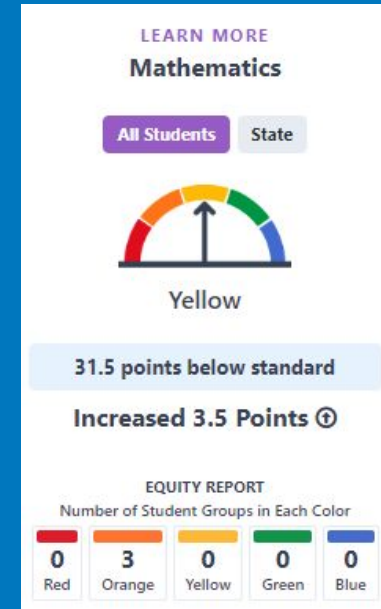 LEARN MORE
Mathematics
All Students State
Yellow
31.5 points below standard
Increased 3.5 Points
EQUITY REPORT
Number of Student Groups in Each Color
0 3 0 0 0
Red Orange Yellow Green Blue